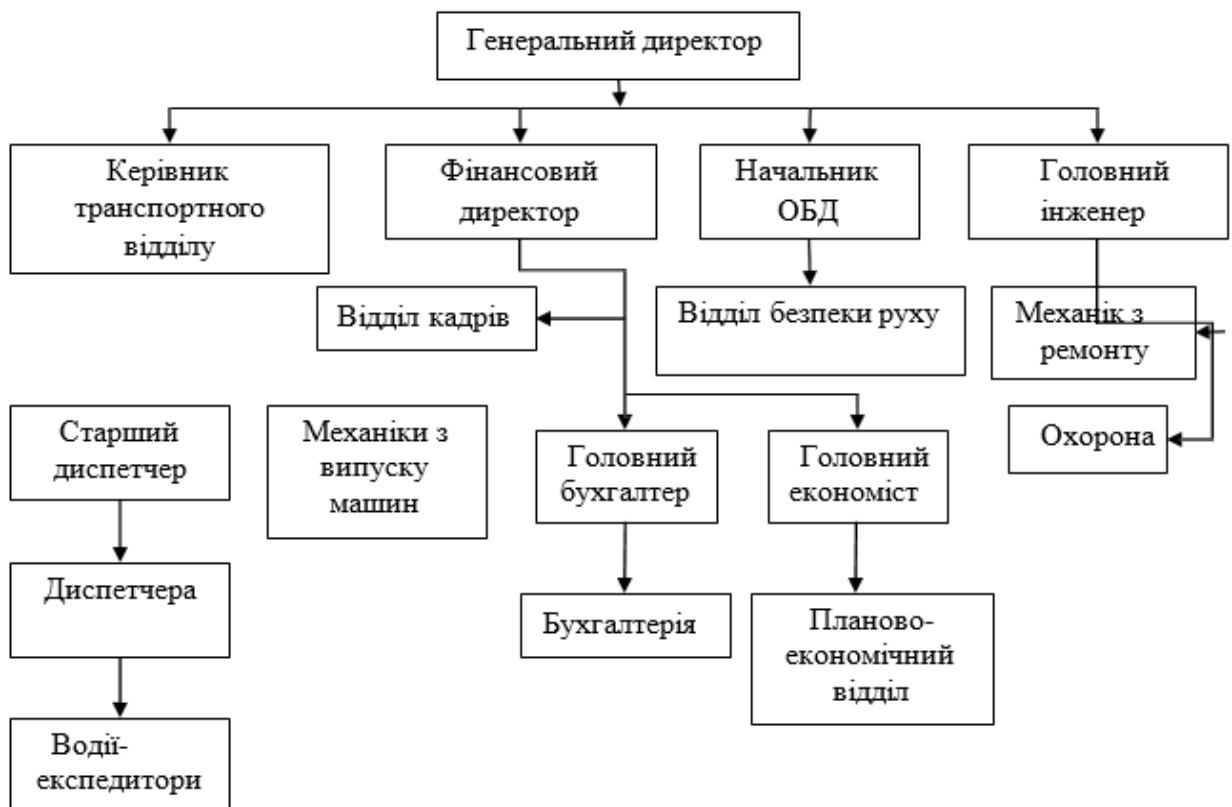 Генеральний директор
Керівник
транспортного
відділу
Фінансовий
директор
Начальник
ОБД
Головний
інженер
Відділ кадрів
Відділ безпеки руху
Механік з
ремонту
Старший
диспетчер
Механіки з
випуску
машин
Головний
бухгалтер
Головний
економіст
Охорона
Диспетчера
Бухгалтерія
Планово-
економічний
відділ
Водії-
експедитори